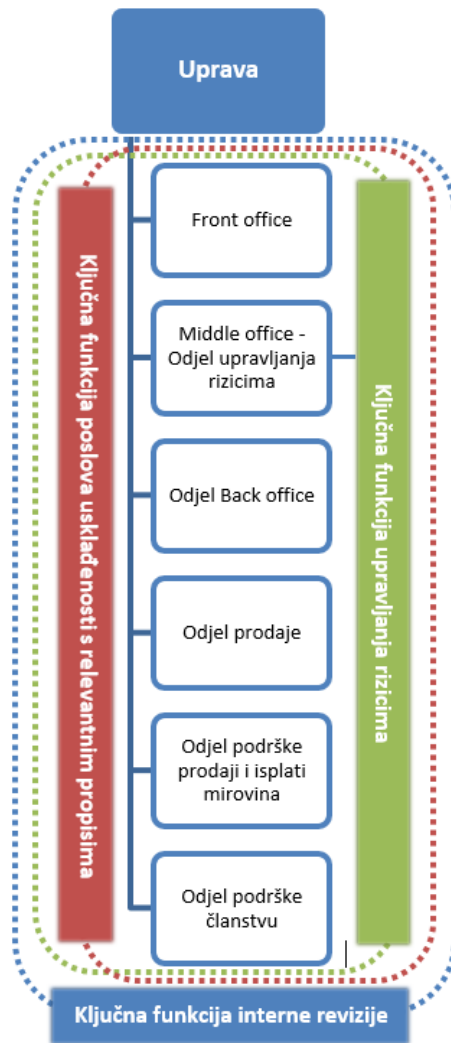 Uprava
Ključna funkcija poslova usklađenosti s relevantnim propisima
Front office
Middle office -
Odjel upravljanja
rizicima
Odjel Back office
Odjel prodaje
Odjel podrške
prodaji i isplati
mirovina
Odjel podrške
članstvu
Ključna funkcija upravljanja rizicima
Ključna funkcija interne revizije